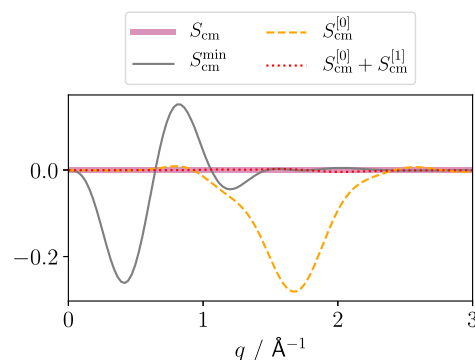 S_cm
S_cm^min
S_cm^[0]
S_cm^[0] + S_cm^[1]
0.0
−0.2
0 1 2 3
q / Å⁻¹